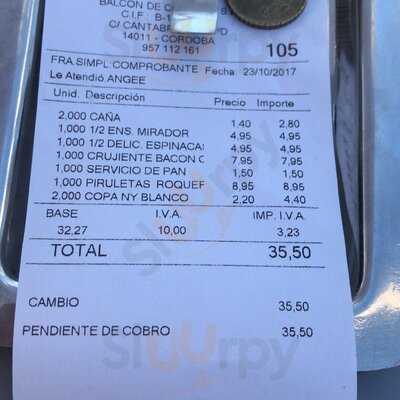 BALCON DE
C.I.F.: B-1
C/ CANTAB
14011 - CORDOBA
957 112 161
105
FRA.SIMPL:COMPROBANTE Fecha: 23/10/2017
Le Atendió ANGEE
Unid. Descripción Precio Importe
2,000 CAÑA 1,40 2,80
1,000 1/2 ENS. MIRADOR 4,95 4,95
1,000 1/2 DELIC. ESPINACA 4,95 4,95
1,000 CRUJIENTE BACON C 7,95 7,95
1,000 SERVICIO DE PAN 1,50 1,50
1,000 PIRULETAS ROQUEF 8,95 8,95
2,000 COPA NY BLANCO 2,20 4,40
BASE I.V.A. IMP. I.V.A.
32,27 10,00 3,23
TOTAL 35,50
CAMBIO 35,50
PENDIENTE DE COBRO 35,50
Sluurpy
Sluurpy